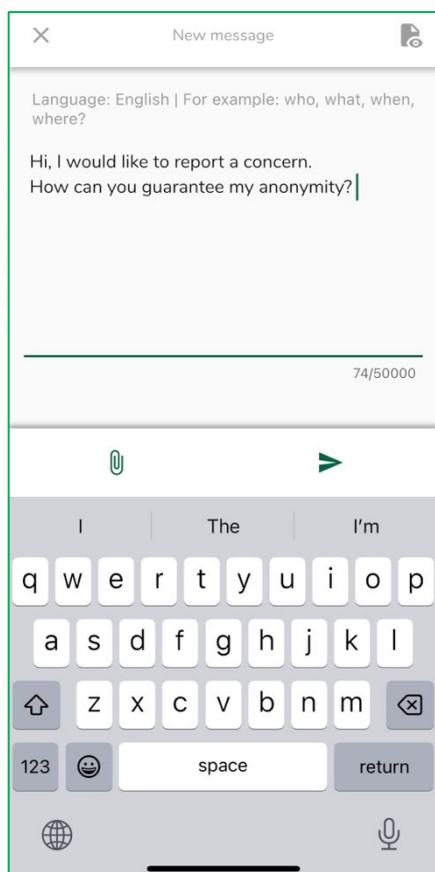 New message
Language: English | For example: who, what, when,
where?
Hi, I would like to report a concern.
How can you guarantee my anonymity?
74/50000
I The I'm
q w e r t y u i o p
a s d f g h j k l
z x c v b n m
123 space return